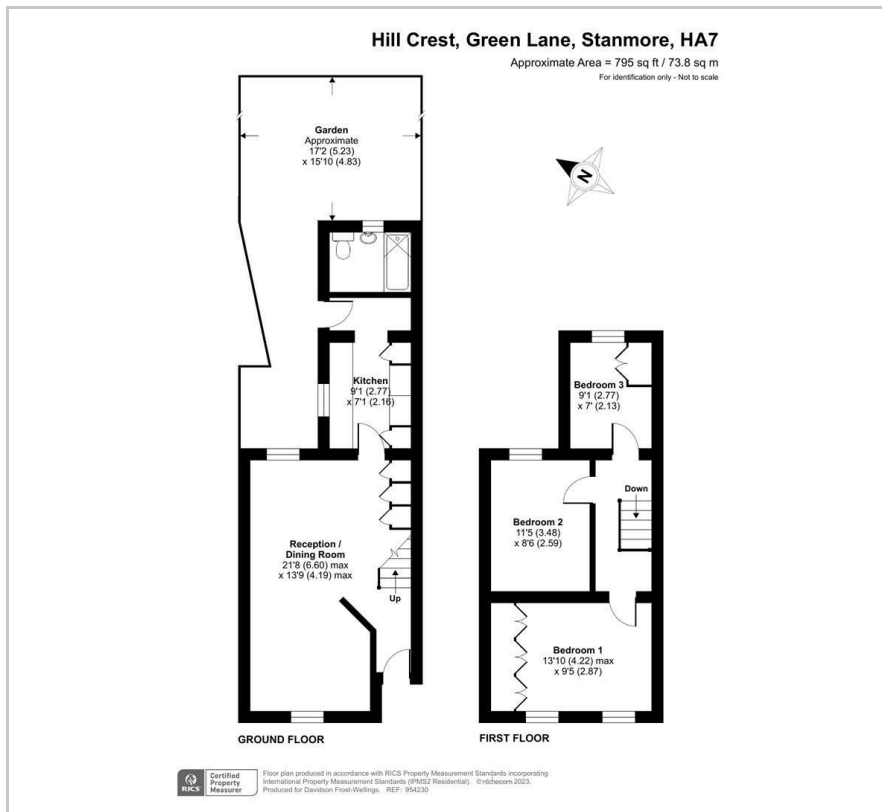 Hill Crest, Green Lane, Stanmore, HA7
Approximate Area = 795 sq ft / 73.8 sq m
For identification only - Not to scale
N
Garden
Approximate
17'2 (5.23)
x 15'10 (4.83)
Kitchen
9'1 (2.77)
x 7'1 (2.16)
Reception /
Dining Room
21'8 (6.60) max
x 13'9 (4.19) max
Up
GROUND FLOOR
Bedroom 3
9'1 (2.77)
x 7' (2.13)
Down
Bedroom 2
11'5 (3.48)
x 8'6 (2.59)
Bedroom 1
13'10 (4.22) max
x 9'5 (2.87)
FIRST FLOOR
RICS
Certified
Property
Measurer
Floor plan produced in accordance with RICS Property Measurement Standards incorporating
International Property Measurement Standards (IPMS2 Residential). © nichecom 2023.
Produced for Davidson Frost-Wellings. REF: 954230